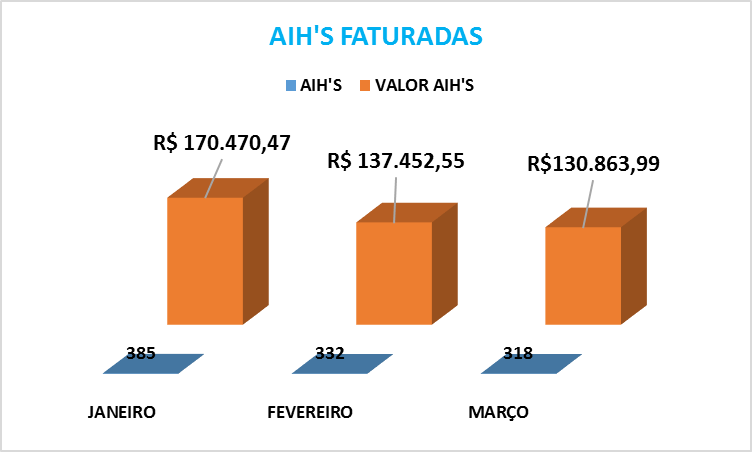 AIH'S FATURADAS
AIH'S VALOR AIH'S
R$ 170.470,47
R$ 137.452,55
R$130.863,99
385 332 318
JANEIRO FEVEREIRO MARÇO